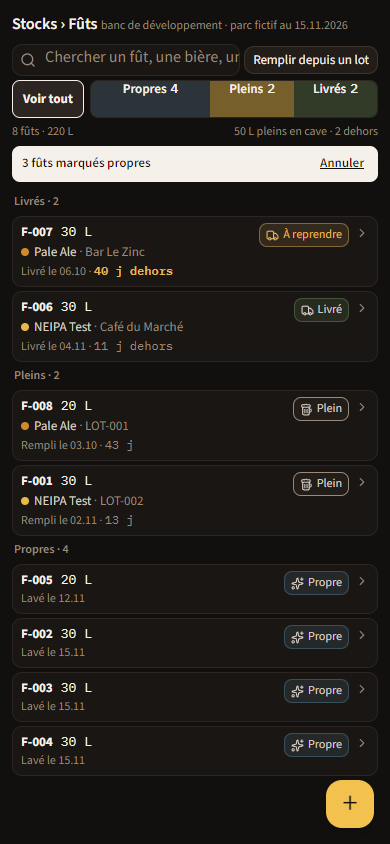 Stocks › Fûts banc de développement · parc fictif au 15.11.2026
Chercher un fût, une bière, un
Remplir depuis un lot
Voir tout
Propres 4
Pleins 2
Livrés 2
8 fûts · 220 L
50 L pleins en cave · 2 dehors
3 fûts marqués propres
Annuler
Livrés · 2
F-007 30 L
À reprendre
Pale Ale · Bar Le Zinc
Livré le 06.10 · 40 j dehors
F-006 30 L
Livré
NEIPA Test · Café du Marché
Livré le 04.11 · 11 j dehors
Pleins · 2
F-008 20 L
Plein
Pale Ale · LOT-001
Rempli le 03.10 · 43 j
F-001 30 L
Plein
NEIPA Test · LOT-002
Rempli le 02.11 · 13 j
Propres · 4
F-005 20 L
Propre
Lavé le 12.11
F-002 30 L
Propre
Lavé le 15.11
F-003 30 L
Propre
Lavé le 15.11
F-004 30 L
Propre
Lavé le 15.11
+